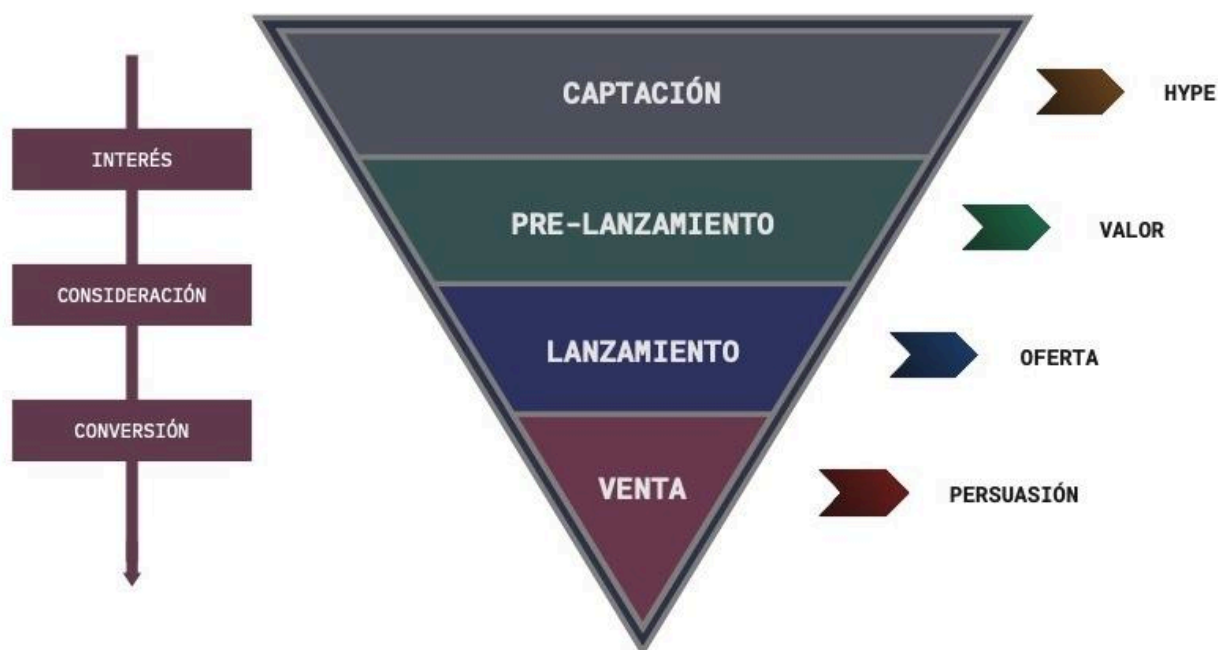 CAPTACIÓN
HYPE
INTERÉS
PRE-LANZAMIENTO
VALOR
CONSIDERACIÓN
LANZAMIENTO
OFERTA
CONVERSIÓN
VENTA
PERSUASIÓN